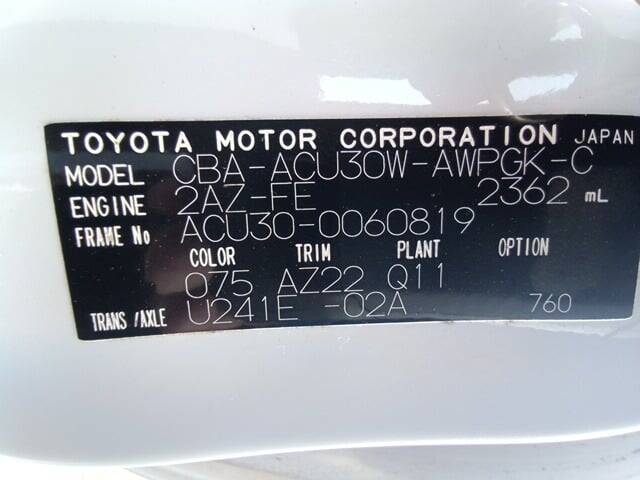 TOYOTA MOTOR CORPORATION JAPAN
MODEL CBA-ACU30W-AWPGK-C
ENGINE 2AZ-FE 2362 mL
FRAME No ACU30-0060819
COLOR TRIM PLANT OPTION
075 AZ22 Q11
TRANS/AXLE U241E -02A 760